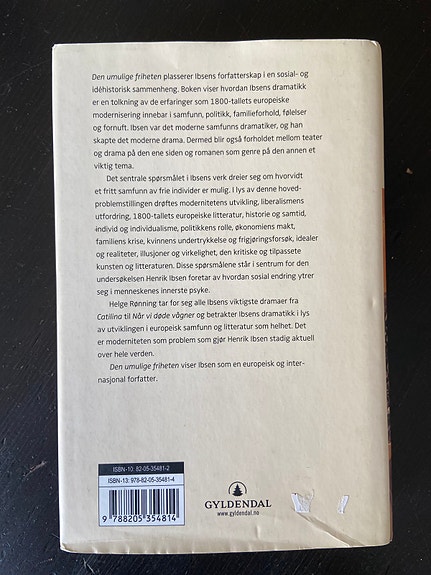 Den umulige friheten plasserer Ibsens forfatterskap i en sosial- og
idéhistorisk sammenheng. Boken viser hvordan Ibsens dramatikk
er en tolkning av de erfaringer som 1800-tallets europeiske
modernisering innebar i samfunn, politikk, familieforhold, følelser
og fornuft. Ibsen var det moderne samfunns dramatiker, og han
skapte det moderne drama. Dermed blir også forholdet mellom teater
og drama på den ene siden og romanen som genre på den annen et
viktig tema.
Det sentrale spørsmålet i Ibsens verk dreier seg om hvorvidt
et fritt samfunn av frie individer er mulig. I lys av denne hoved-
problemstillingen drøftes modernitetens utvikling, liberalismens
utfordring, 1800-tallets europeiske litteratur, historie og samtid,
individ og individualisme, politikkens rolle, økonomiens makt,
familiens krise, kvinnens undertrykkelse og frigjøringsforsøk, idealer
og realiteter, illusjoner og virkelighet, den kritiske og tilpassete
kunsten og litteraturen. Disse spørsmålene står i sentrum for den
undersøkelsen Henrik Ibsen foretar av hvordan sosial endring ytrer
seg i menneskenes innerste psyke.
Helge Rønning tar for seg alle Ibsens viktigste dramaer fra
Catilina til Når vi døde vågner og betrakter Ibsens dramatikk i lys
av utviklingen i europeisk samfunn og litteratur som helhet. Det
er moderniteten som problem som gjør Henrik Ibsen stadig aktuell
over hele verden.
Den umulige friheten viser Ibsen som en europeisk og inter-
nasjonal forfatter.
ISBN-10: 82-05-35481-2
ISBN-13: 978-82-05-35481-4
9 788205 354814
GYLDENDAL
www.gyldendal.no